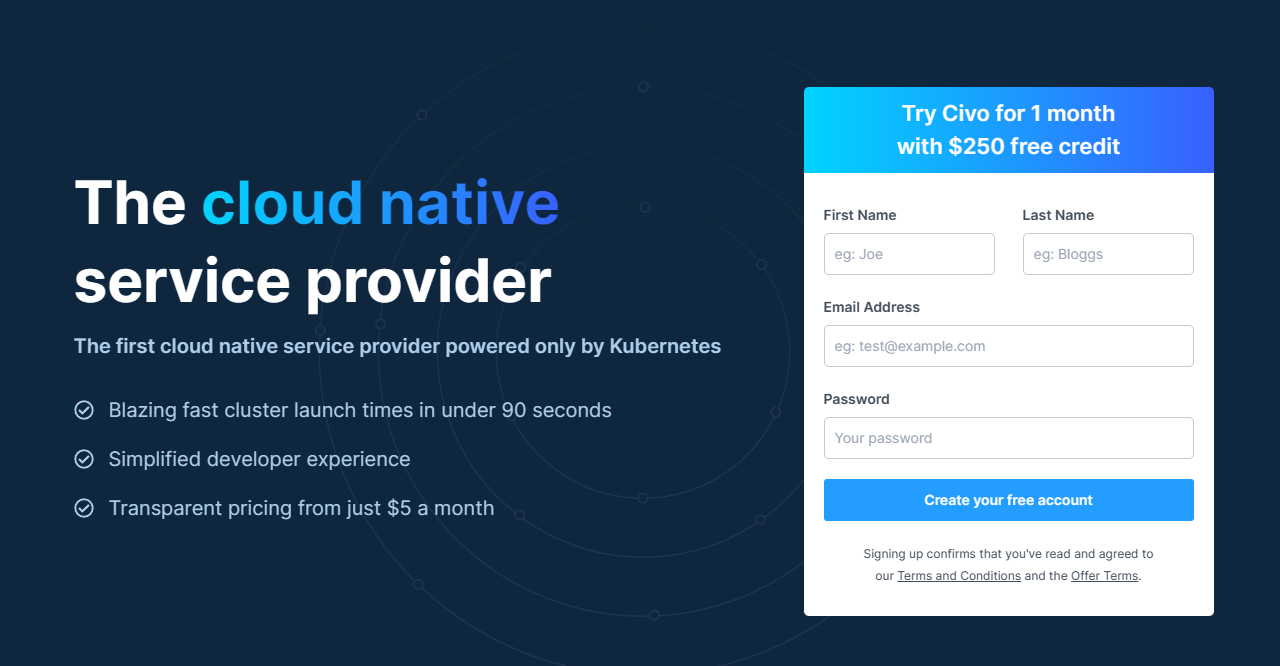 The cloud native
service provider
The first cloud native service provider powered only by Kubernetes
Blazing fast cluster launch times in under 90 seconds
Simplified developer experience
Transparent pricing from just $5 a month
Try Civo for 1 month
with $250 free credit
First Name
Last Name
eg: Joe
eg: Bloggs
Email Address
eg: test@example.com
Password
Your password
Create your free account
Signing up confirms that you've read and agreed to
our Terms and Conditions and the Offer Terms.